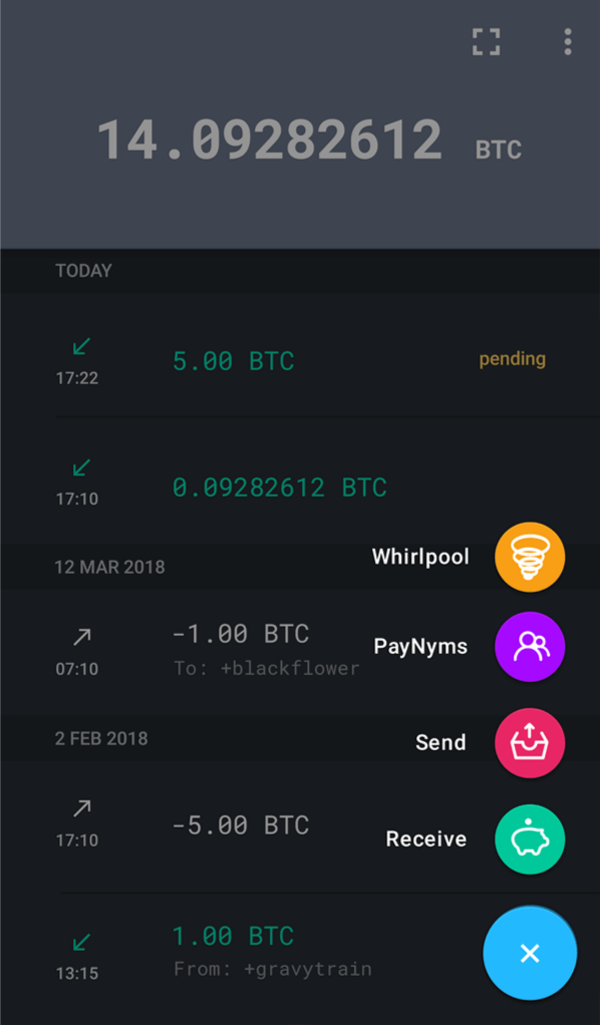 14.09282612 BTC
TODAY
5.00 BTC pending
17:22
0.09282612 BTC
17:10
Whirlpool
12 MAR 2018
-1.00 BTC
PayNyms
07:10 To: +blackflower
2 FEB 2018
Send
-5.00 BTC
17:10
Receive
1.00 BTC
13:15 From: +gravytrain